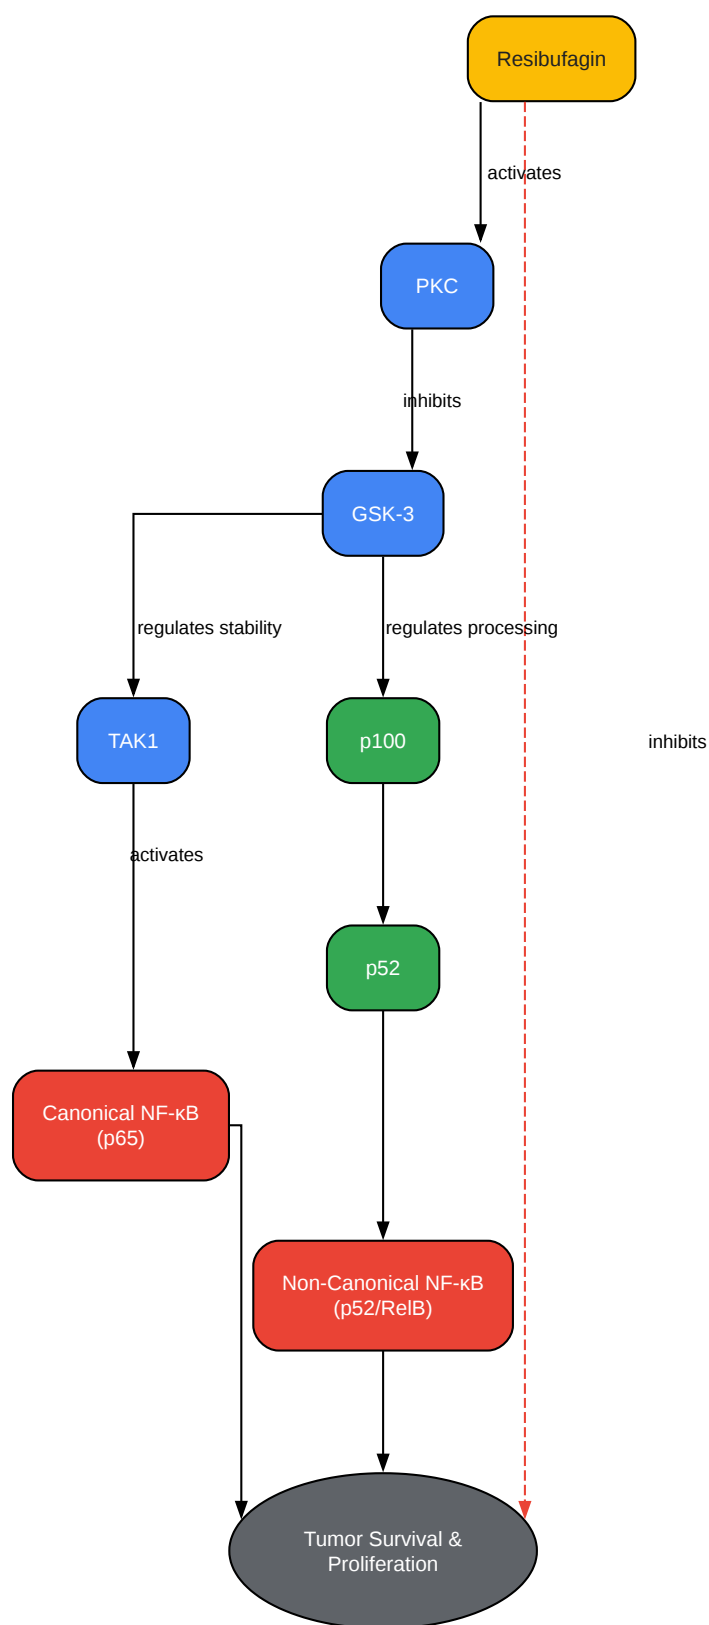 Resibufagin
activates
PKC
inhibits
GSK-3
regulates stability
regulates processing
TAK1
p100
inhibits
activates
p52
Canonical NF-κB
(p65)
Non-Canonical NF-κB
(p52/RelB)
Tumor Survival &
Proliferation